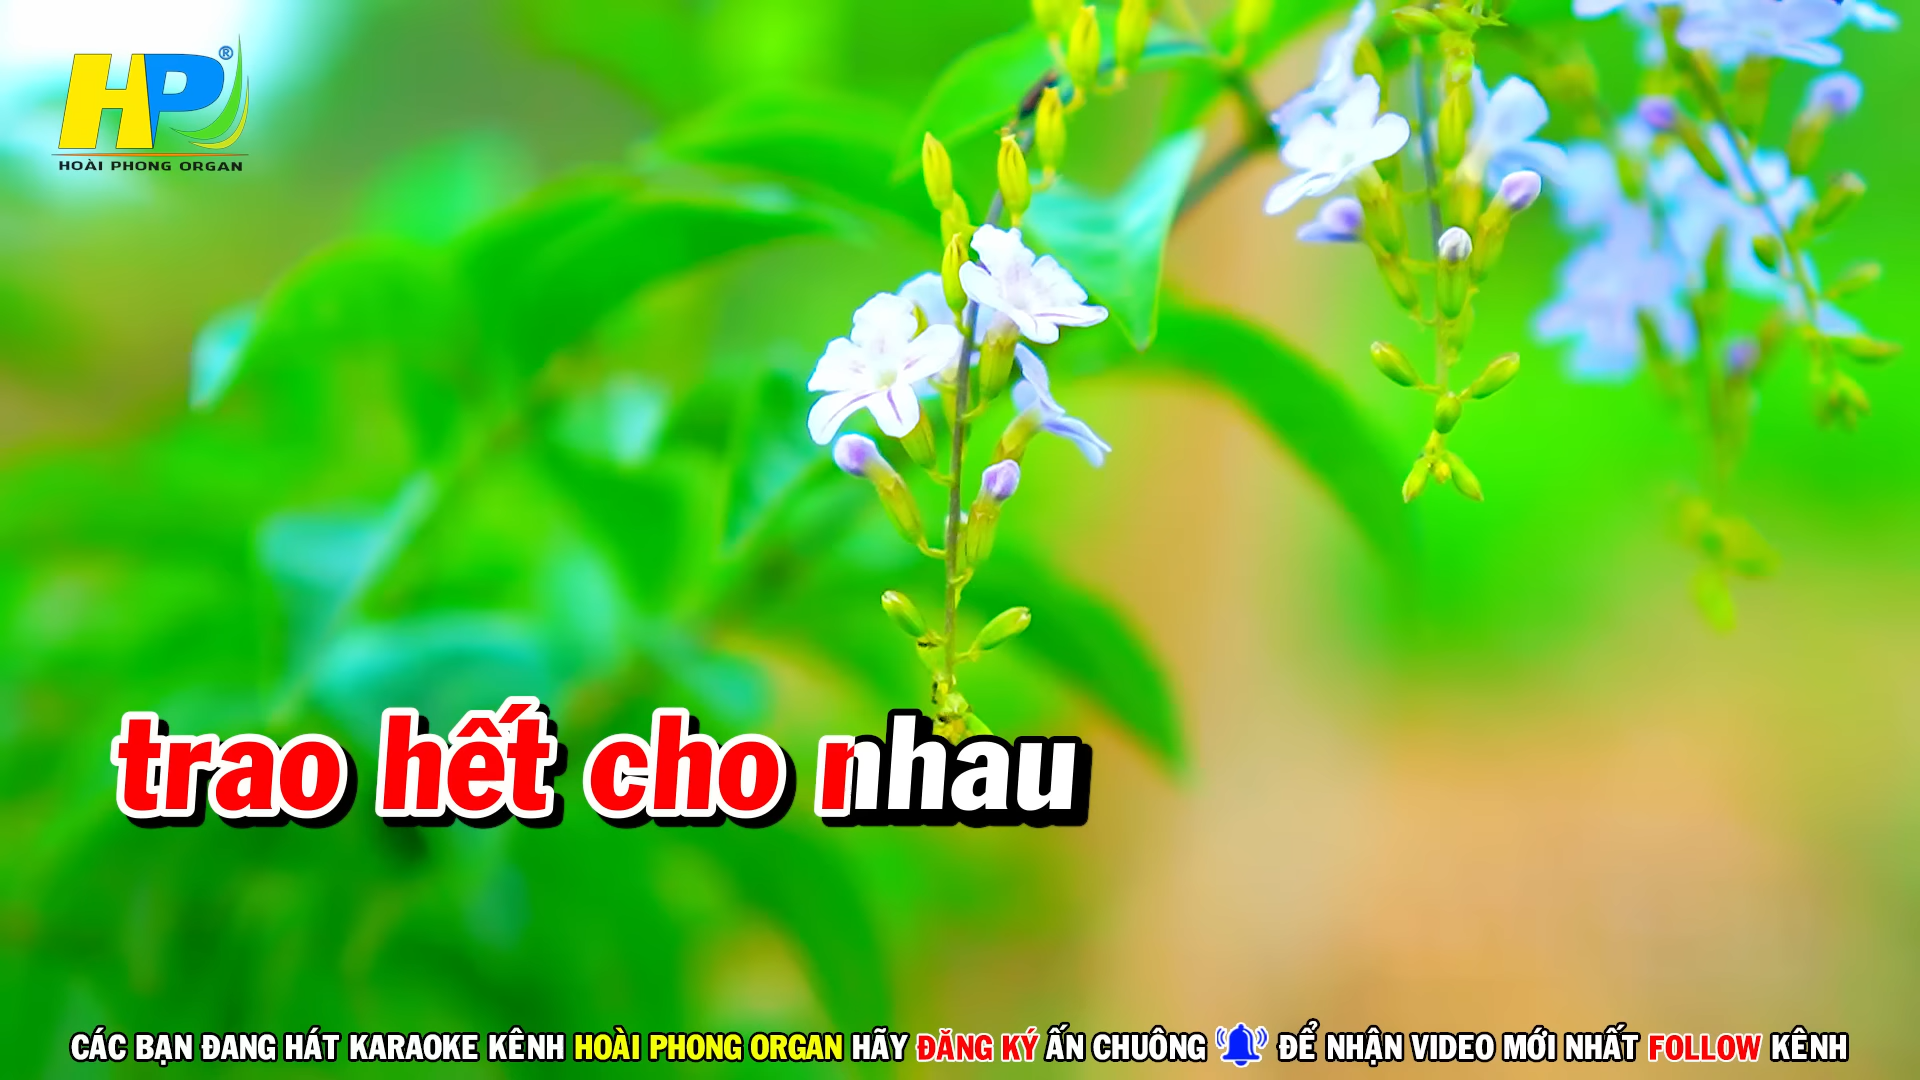 HP®
HOÀI PHONG ORGAN
trao hết cho nhau
CÁC BẠN ĐANG HÁT KARAOKE KÊNH HOÀI PHONG ORGAN HÃY ĐĂNG KÝ ẤN CHUÔNG ĐỂ NHẬN VIDEO MỚI NHẤT FOLLOW KÊNH